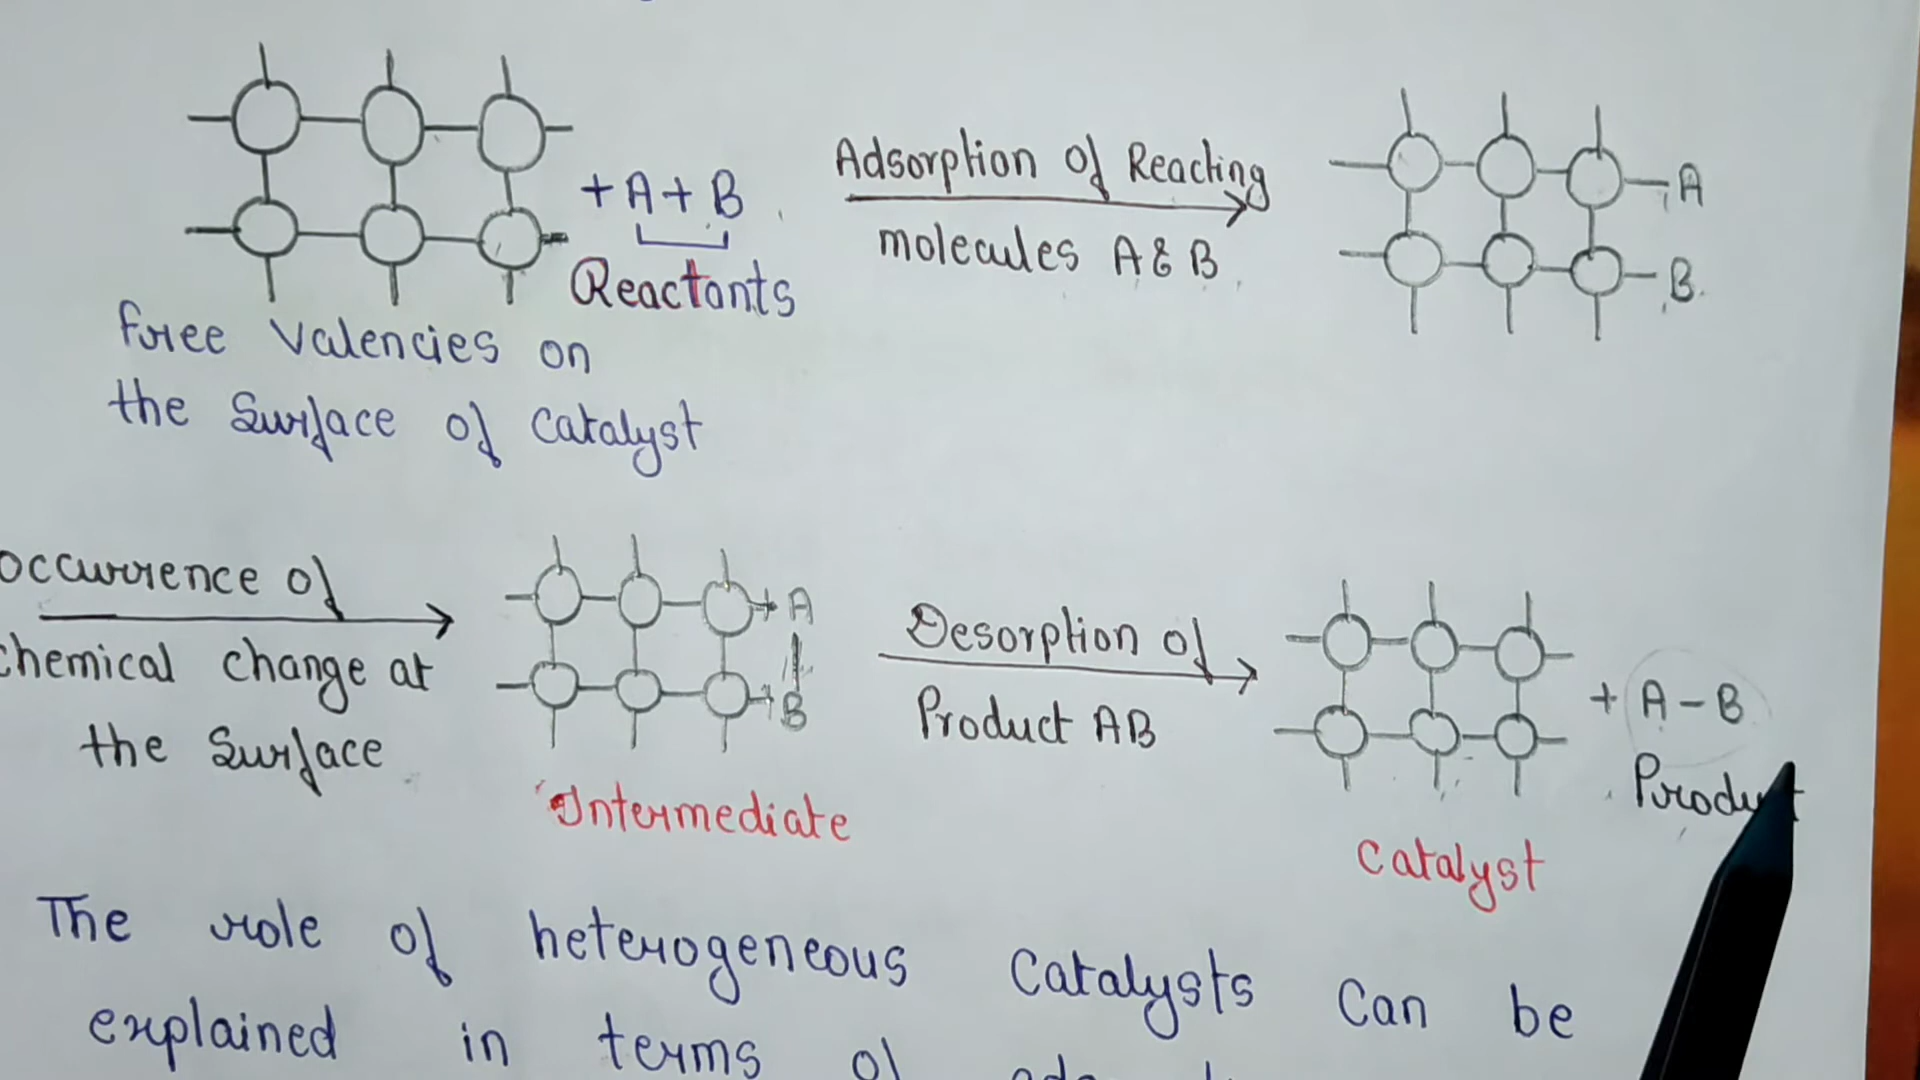 + A + B
Reactants
Free Valencies on
the Surface of Catalyst
Adsorption of Reacting
molecules A & B
A
B
occurrence of
chemical change at
the Surface
A
B
Intermediate
Desorption of
Product AB
+ A - B
Product
Catalyst
The role of heterogeneous Catalysts Can be
explained in terms of